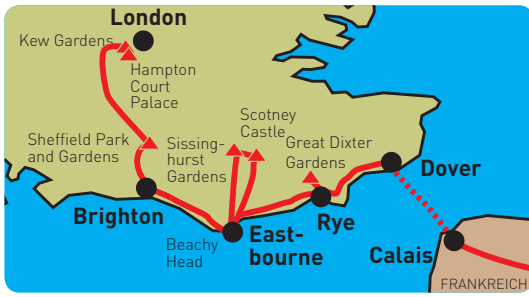 London
Kew Gardens
Hampton
Court
Palace
Scotney
Castle
Sheffield Park
and Gardens
Sissing-
hurst
Gardens
Great Dixter
Gardens
Dover
Brighton
Beachy
Head
East-
bourne
Rye
Calais
FRANKREICH